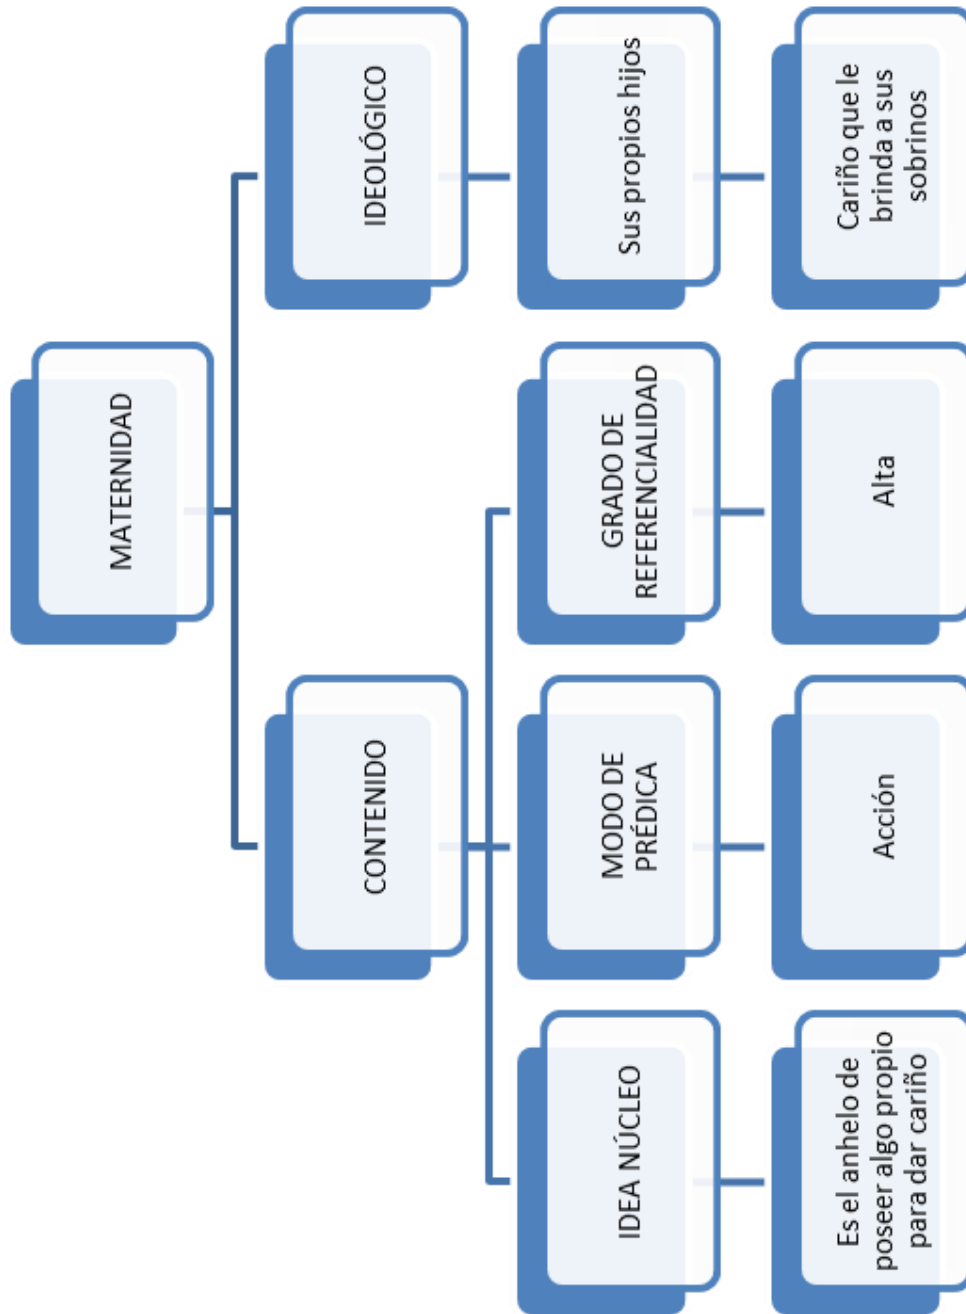 MATERNIDAD
CONTENIDO
IDEOLÓGICO
IDEA NÚCLEO
MODO DE
PRÉDICA
GRADO DE
REFERENCIALIDAD
Sus propios hijos
Es el anhelo de
poseer algo propio
para dar cariño
Acción
Alta
Cariño que le
brinda a sus
sobrinos